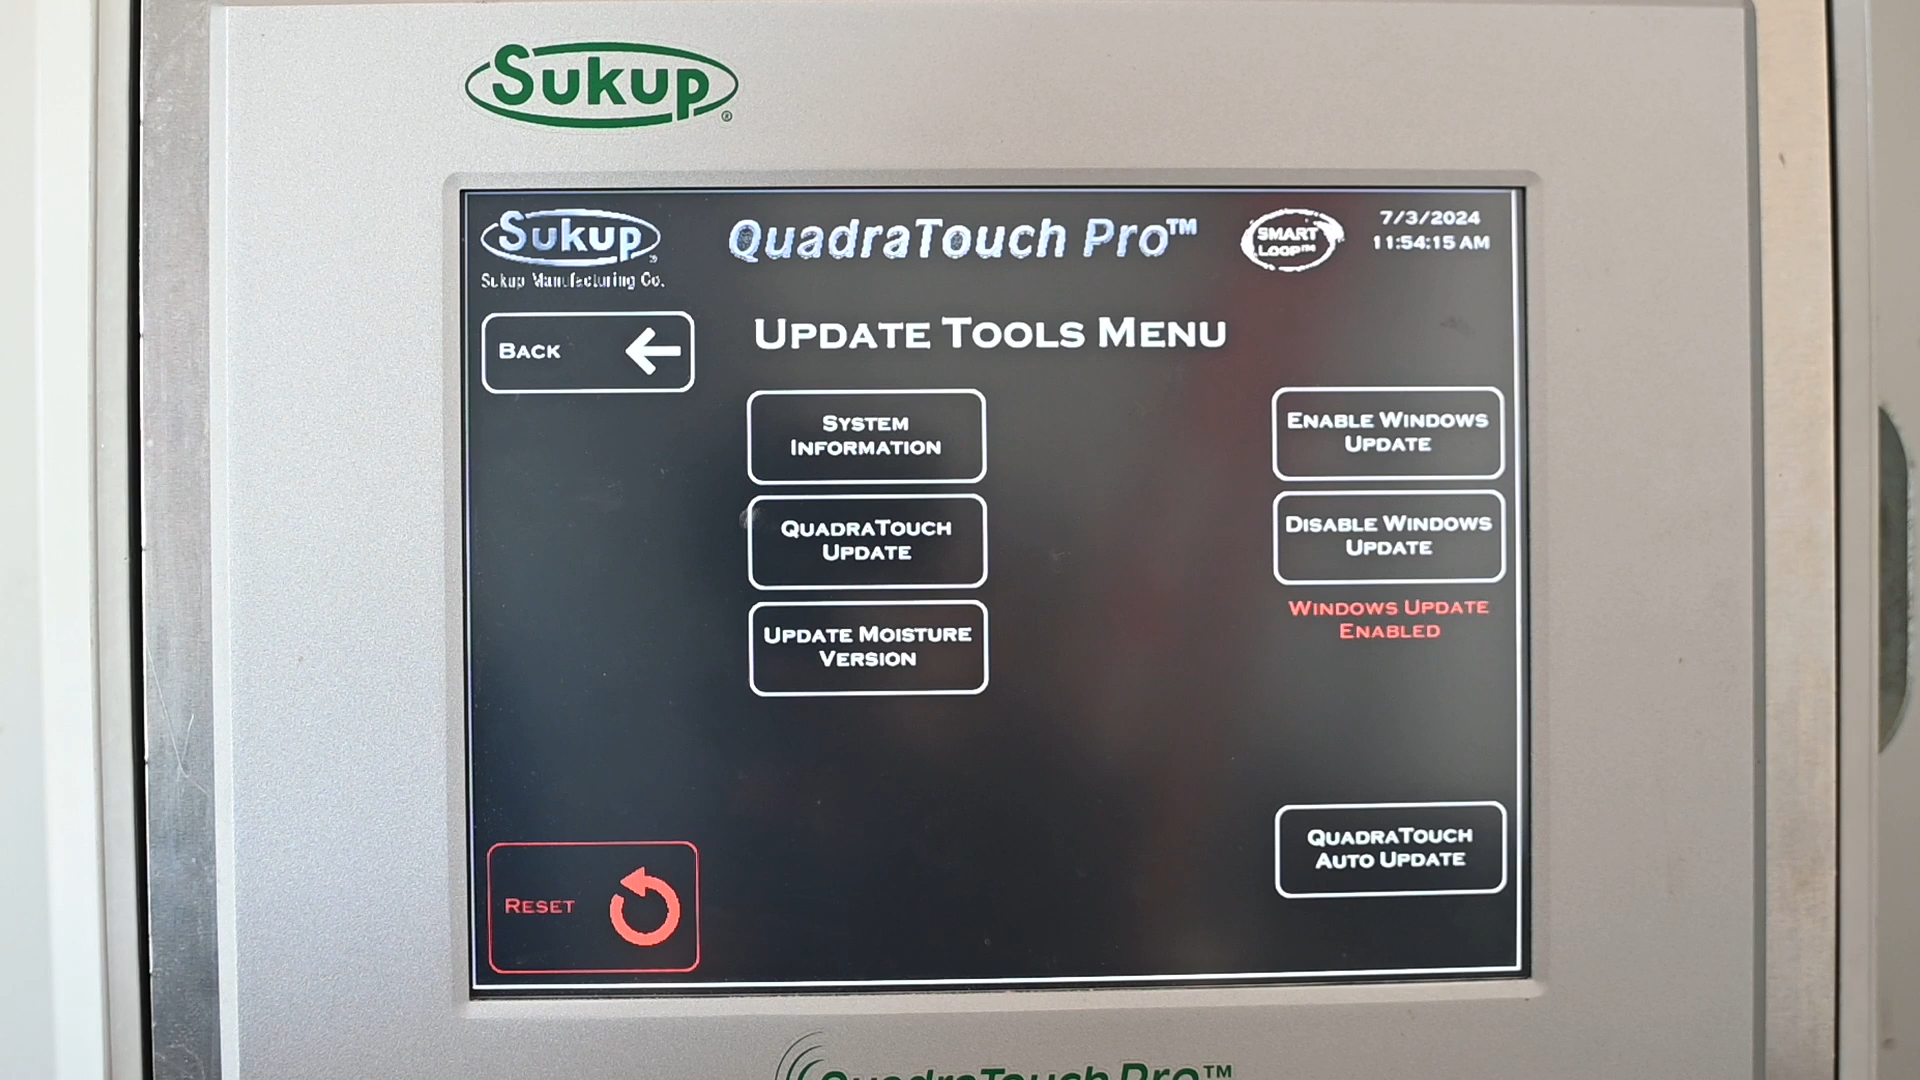 Sukup®
Sukup®
Sukup Manufacturing Co.
QuadraTouch Pro™
SMART
LOOP™
7/3/2024
11:54:15 AM
BACK
UPDATE TOOLS MENU
SYSTEM
INFORMATION
QUADRATOUCH
UPDATE
UPDATE MOISTURE
VERSION
ENABLE WINDOWS
UPDATE
DISABLE WINDOWS
UPDATE
WINDOWS UPDATE
ENABLED
QUADRATOUCH
AUTO UPDATE
RESET
QuadraTouch Pro™